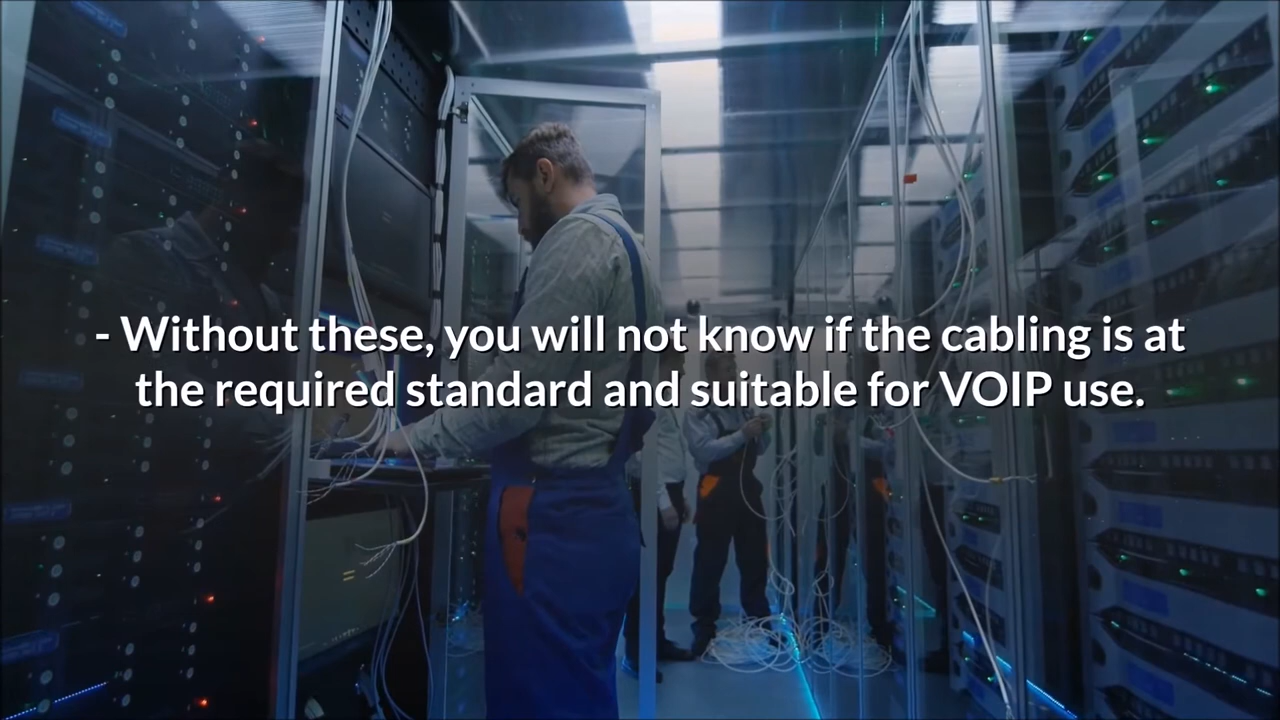 - Without these, you will not know if the cabling is at
the required standard and suitable for VOIP use.